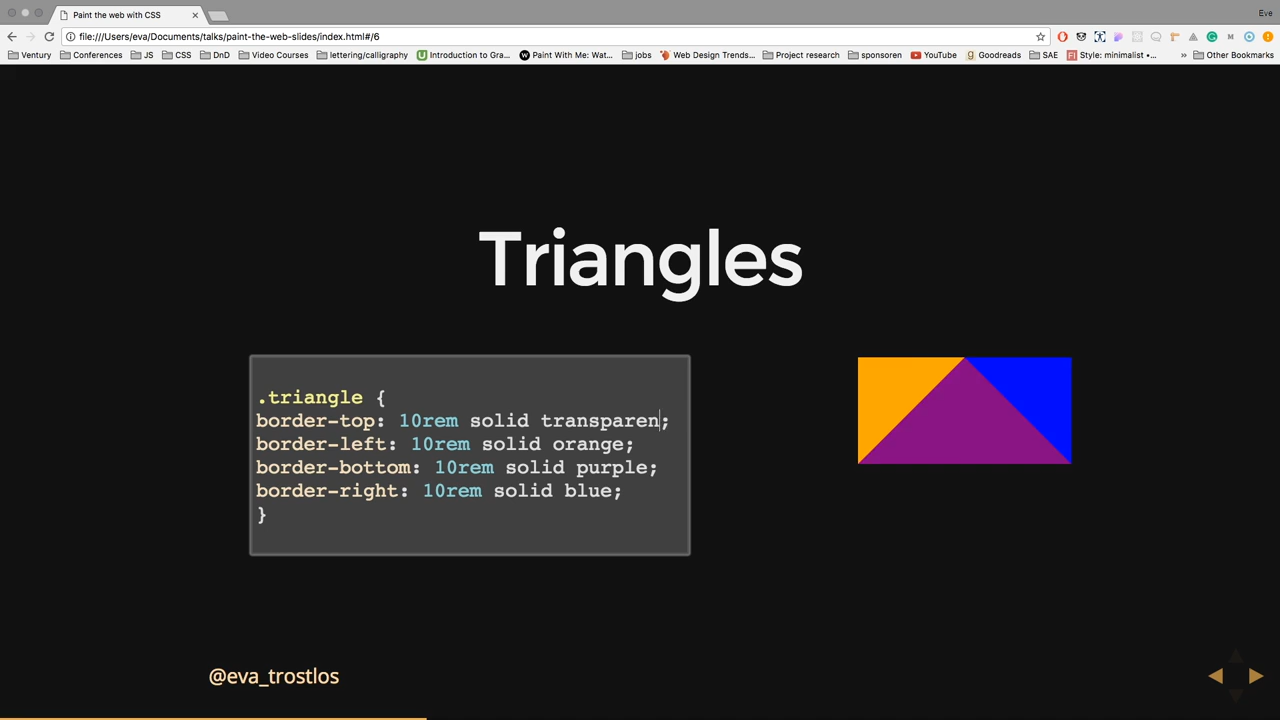 Paint the web with CSS
Eve
file:///Users/eva/Documents/talks/paint-the-web-slides/index.html#/6
Ventury Conferences JS CSS DnD Video Courses lettering/calligraphy Introduction to Gra... Paint With Me: Wat... jobs Web Design Trends... Project research sponsoren YouTube Goodreads SAE Style: minimalist •... » Other Bookmarks
Triangles
.triangle {
border-top: 10rem solid transparen;
border-left: 10rem solid orange;
border-bottom: 10rem solid purple;
border-right: 10rem solid blue;
}
@eva_trostlos